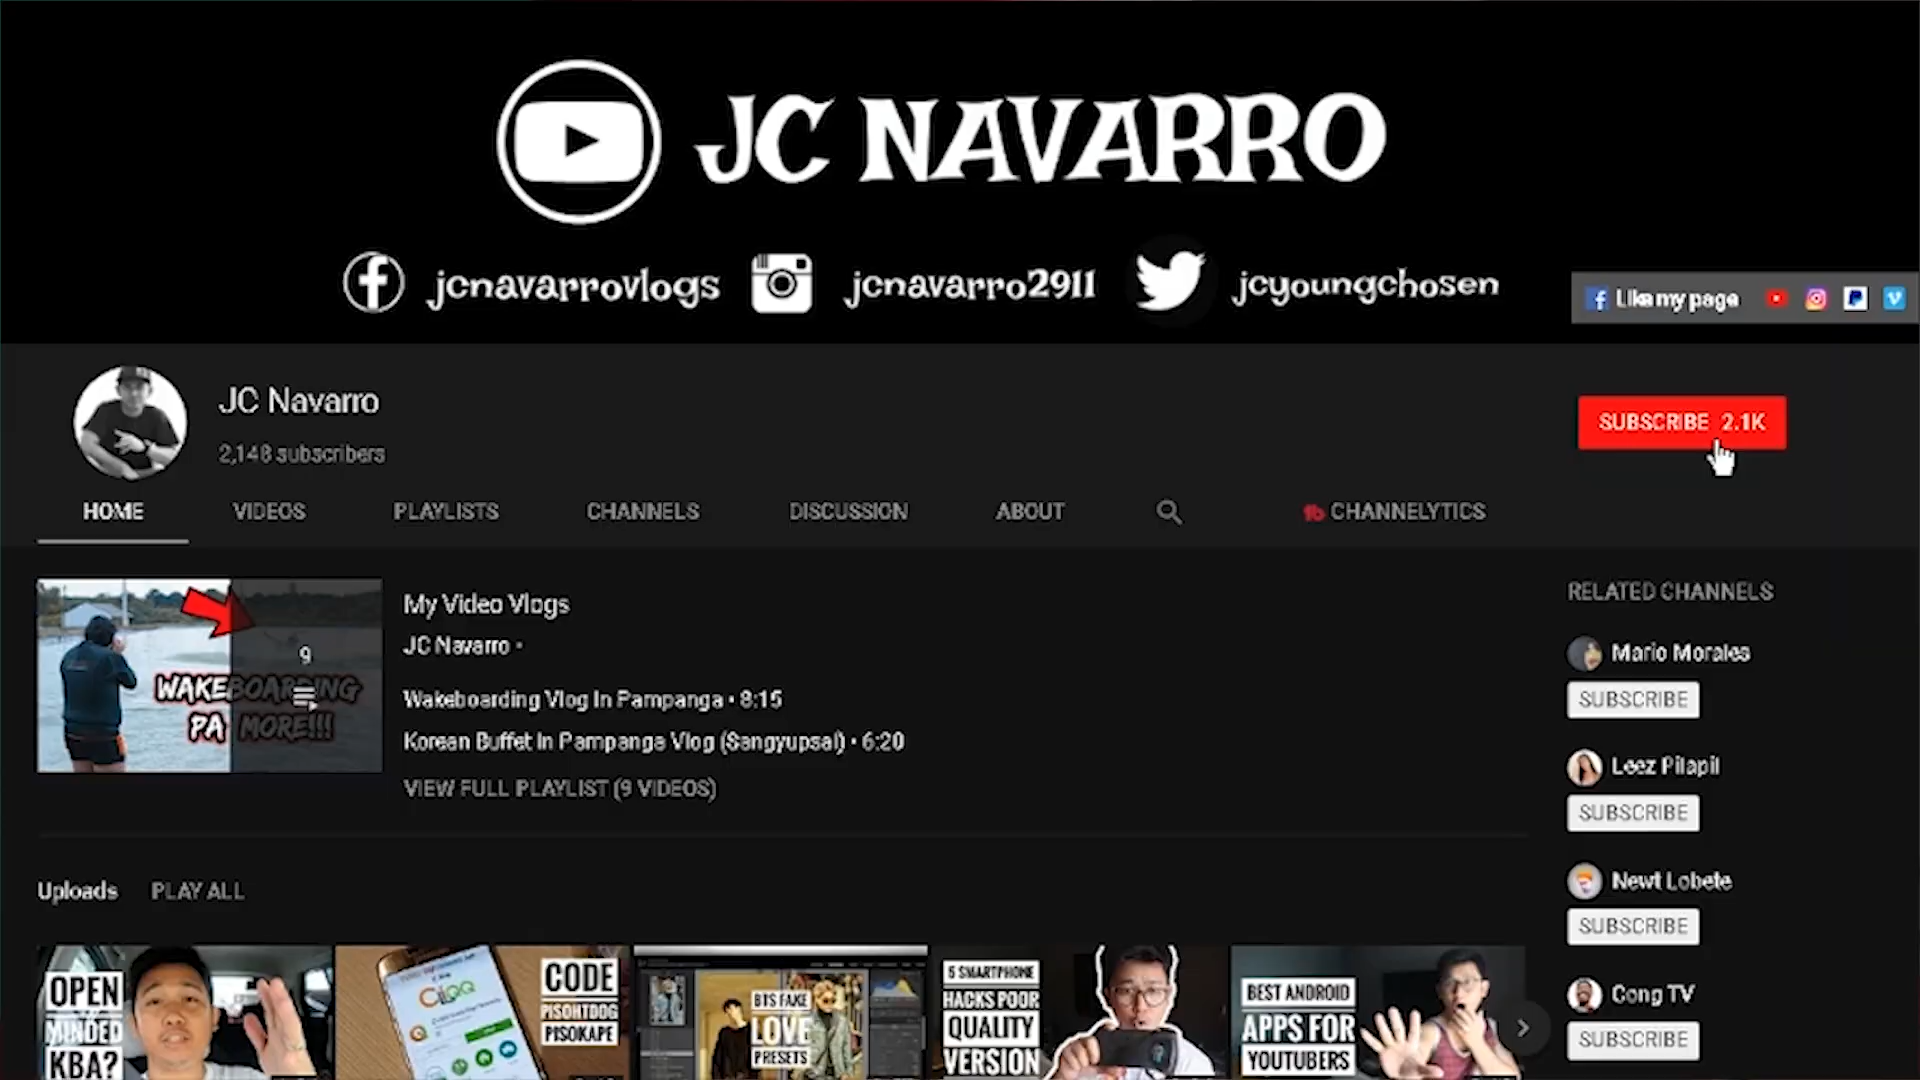 JC NAVARRO
jcnavarrovlogs
jcnavarro2911
jcyoungchosen
Like my page
JC Navarro
2,148 subscribers
SUBSCRIBE 2.1K
HOME
VIDEOS
PLAYLISTS
CHANNELS
DISCUSSION
ABOUT
CHANNELYTICS
9
WAKEBOARDING
PA MORE!!!
My Video Vlogs
JC Navarro •
Wakeboarding Vlog In Pampanga • 8:15
Korean Buffet In Pampanga Vlog (Sangyupsal) • 6:20
VIEW FULL PLAYLIST (9 VIDEOS)
RELATED CHANNELS
Mario Morales
SUBSCRIBE
Leez Pilapil
SUBSCRIBE
Newt Lobete
SUBSCRIBE
Cong TV
SUBSCRIBE
Uploads
PLAY ALL
OPEN
MINDED
KBA?
CODE
PISOHTDOG
PISOKAPE
BTS FAKE
LOVE
PRESETS
5 SMARTPHONE
HACKS POOR
QUALITY
VERSION
BEST ANDROID
APPS FOR
YOUTUBERS